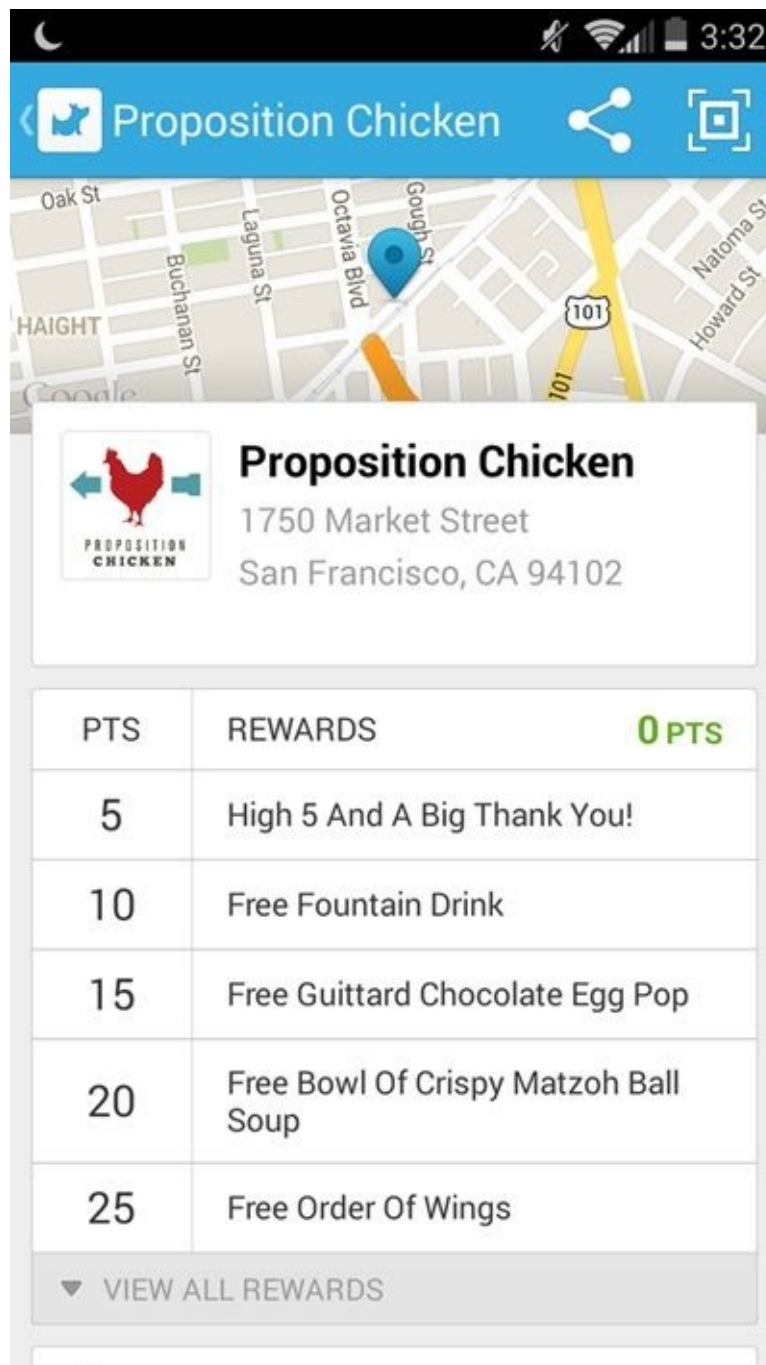 3:32
Proposition Chicken
Oak St
Buchanan St
Laguna St
Octavia Blvd
Gough St
Natoma St
Howard St
HAIGHT
101
101
Google
PROPOSITION
CHICKEN
Proposition Chicken
1750 Market Street
San Francisco, CA 94102
PTS REWARDS 0 PTS
5 High 5 And A Big Thank You!
10 Free Fountain Drink
15 Free Guittard Chocolate Egg Pop
20 Free Bowl Of Crispy Matzoh Ball
Soup
25 Free Order Of Wings
VIEW ALL REWARDS